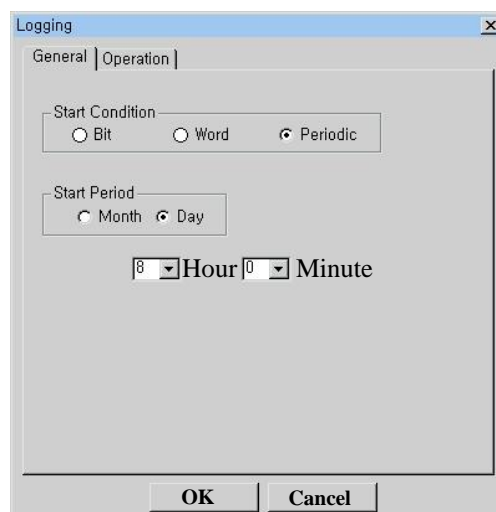 Logging
General Operation
Start Condition
Bit Word Periodic
Start Period
Month Day
8 Hour 0 Minute
OK Cancel